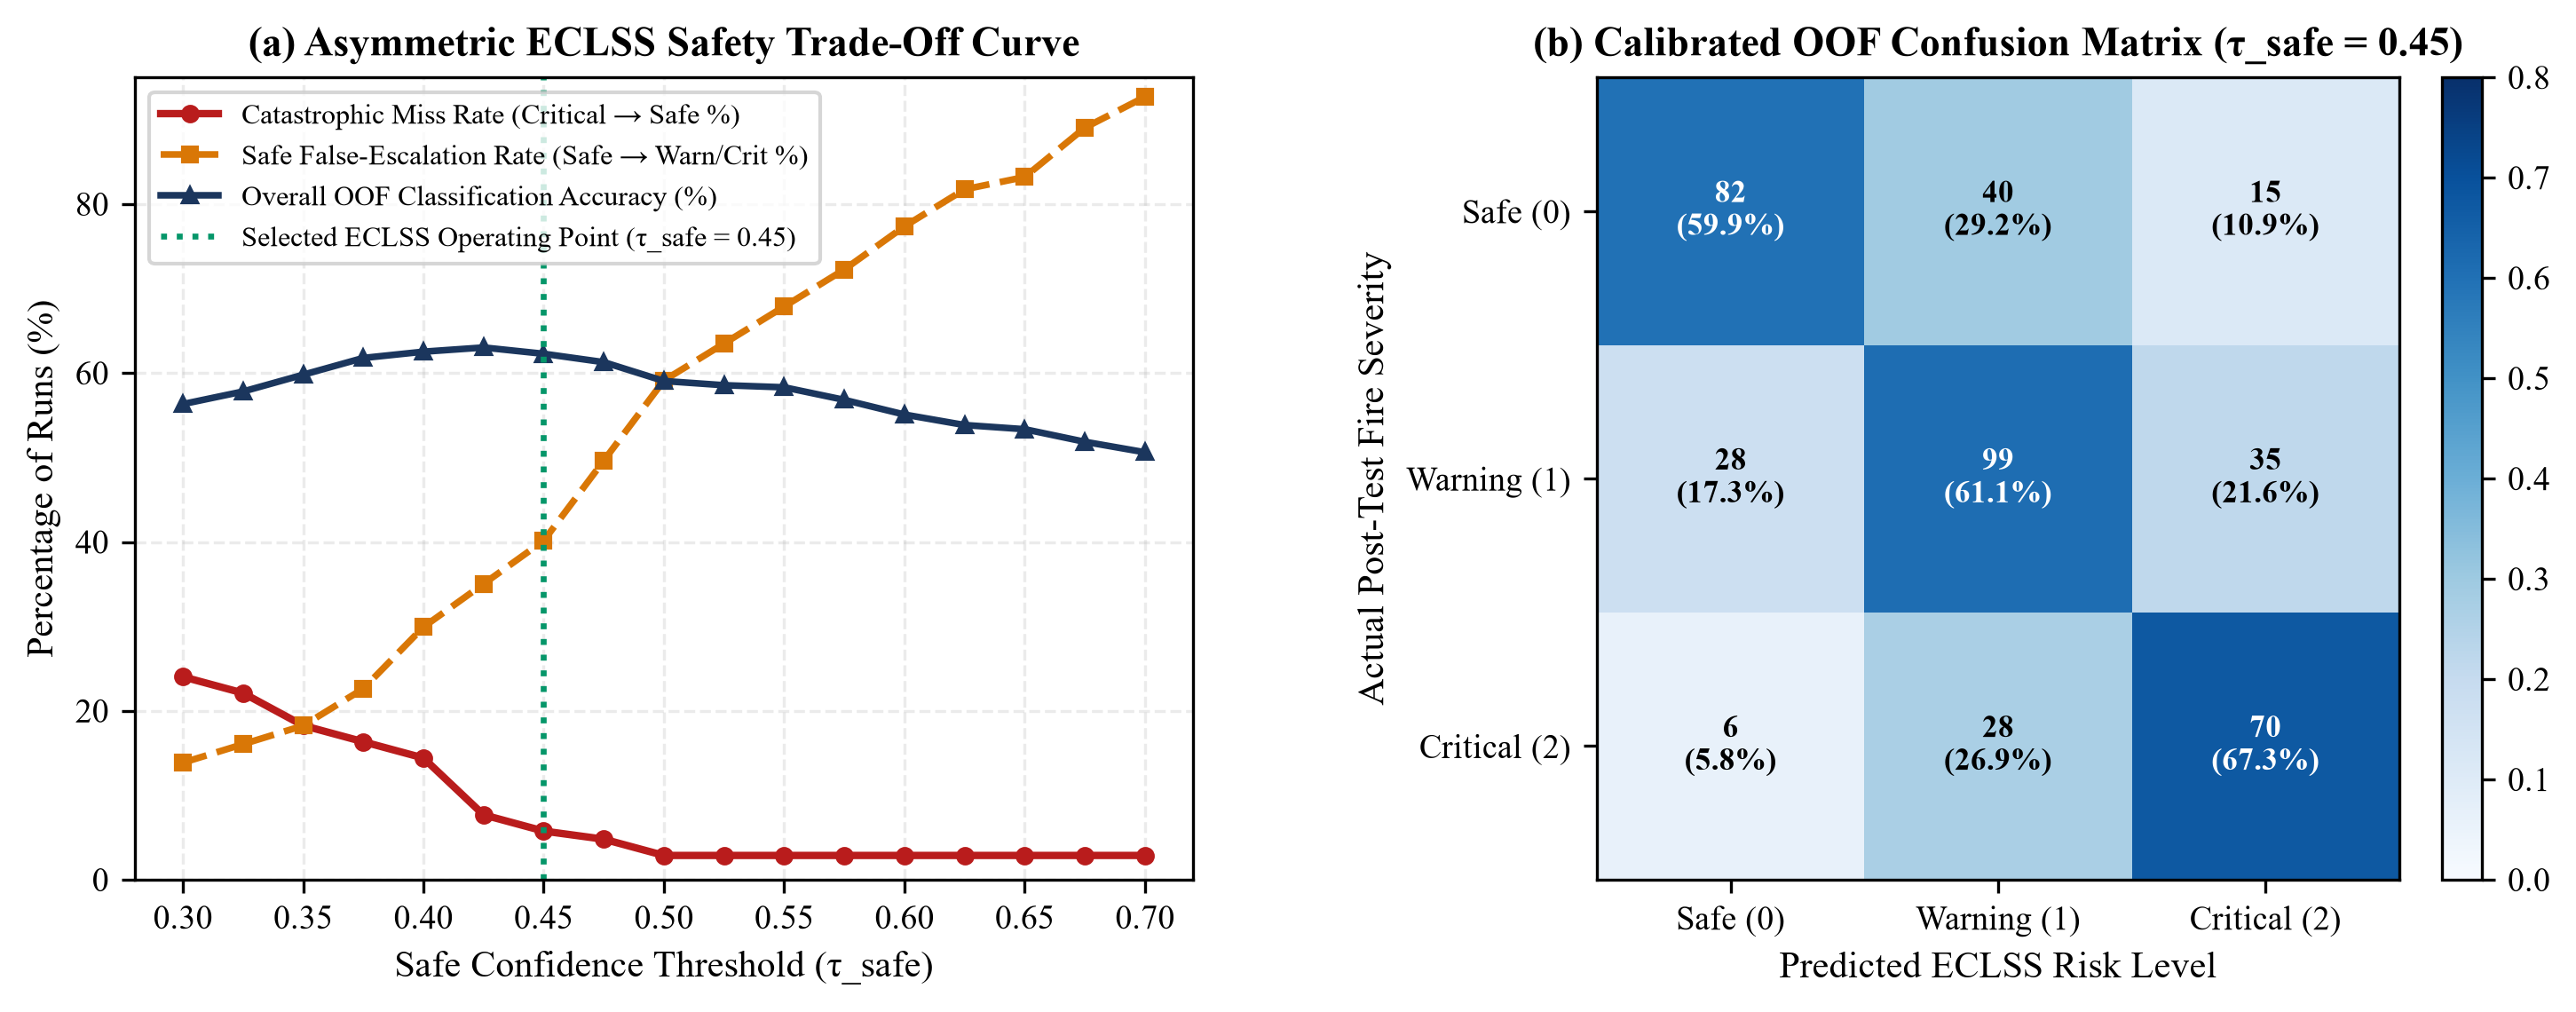 (a) Asymmetric ECLSS Safety Trade-Off Curve
Catastrophic Miss Rate (Critical → Safe %)
Safe False-Escalation Rate (Safe → Warn/Crit %)
Overall OOF Classification Accuracy (%)
Selected ECLSS Operating Point (τ_safe = 0.45)
Percentage of Runs (%)
80
60
40
20
0
0.30 0.35 0.40 0.45 0.50 0.55 0.60 0.65 0.70
Safe Confidence Threshold (τ_safe)
(b) Calibrated OOF Confusion Matrix (τ_safe = 0.45)
Actual Post-Test Fire Severity
Safe (0)
82 40 15
(59.9%) (29.2%) (10.9%)
Warning (1)
28 99 35
(17.3%) (61.1%) (21.6%)
Critical (2)
6 28 70
(5.8%) (26.9%) (67.3%)
Safe (0) Warning (1) Critical (2)
Predicted ECLSS Risk Level
0.8
0.7
0.6
0.5
0.4
0.3
0.2
0.1
0.0